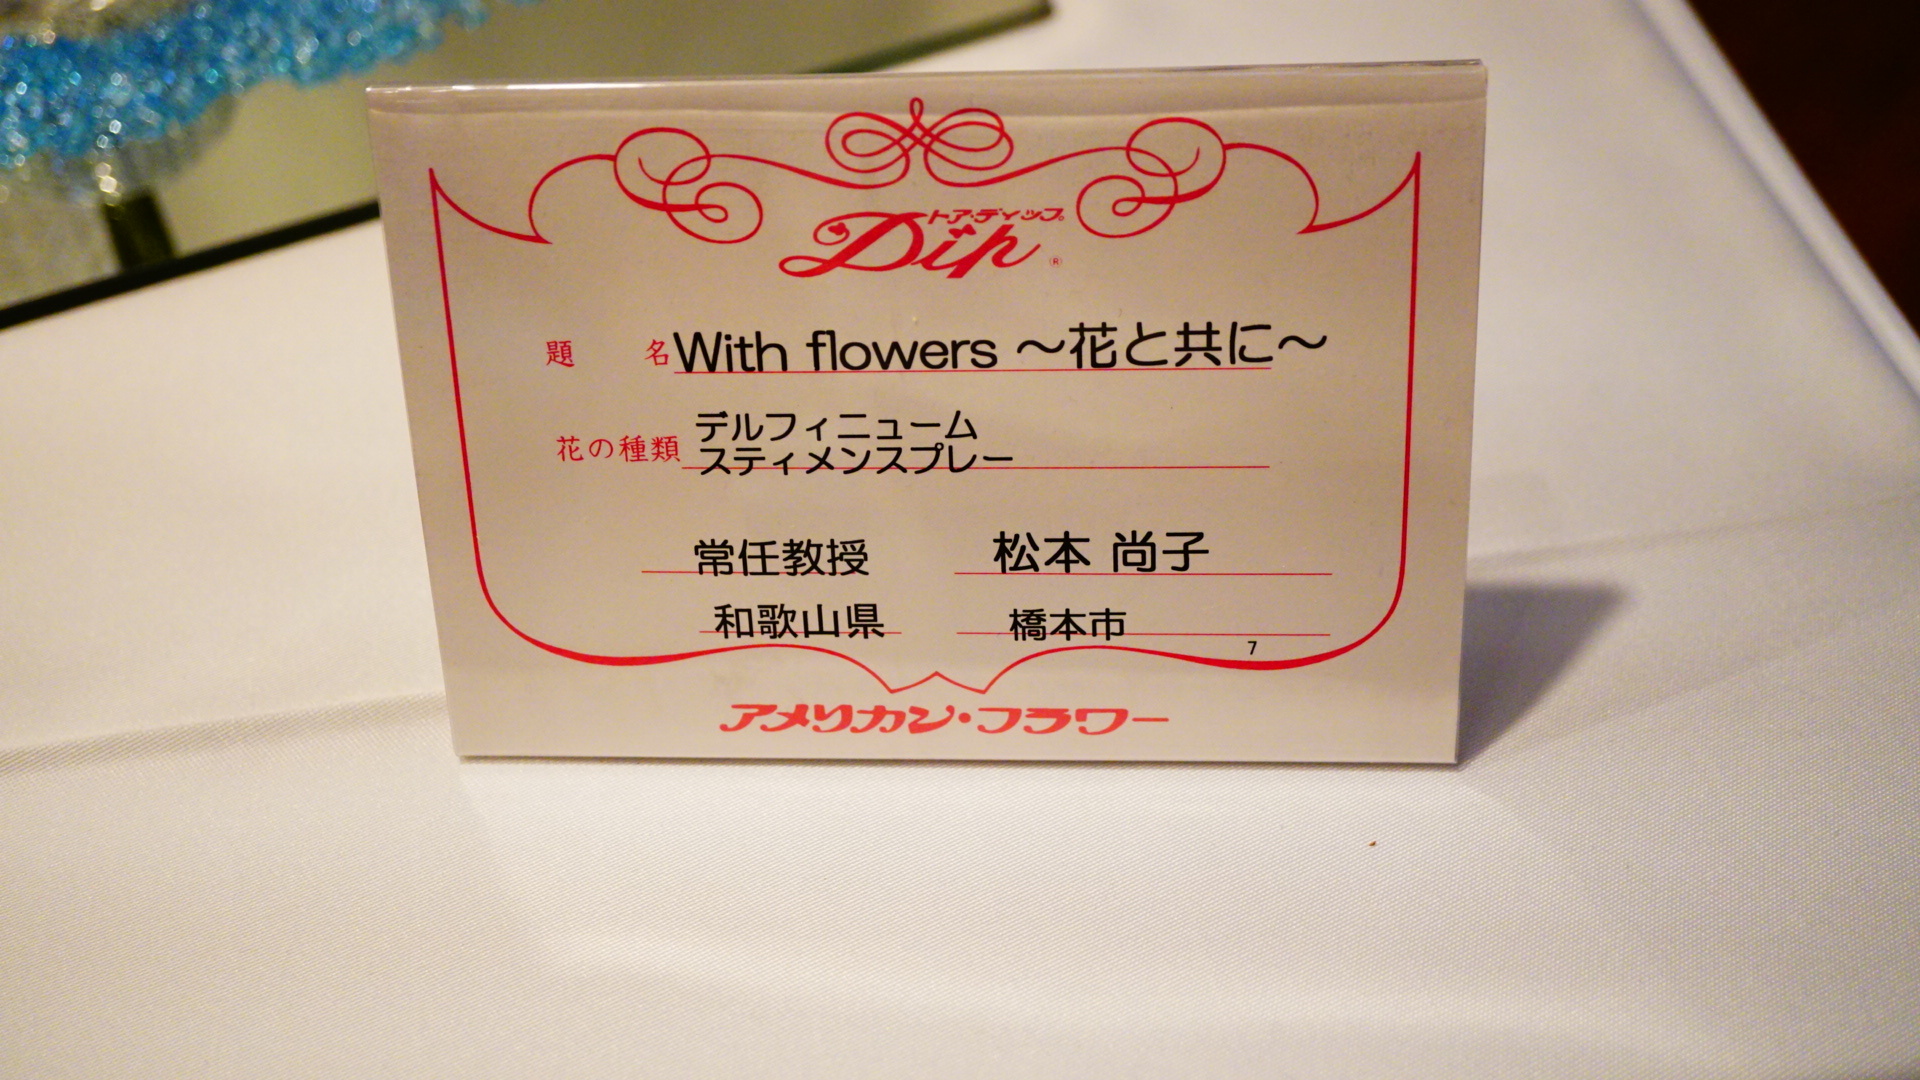 トア・ディップ®
Dip ®
題 名 With flowers ～花と共に～
デルフィニューム
花の種類 スティメンスプレー
常任教授 松本 尚子
和歌山県 橋本市
7
アメリカン・フラワー